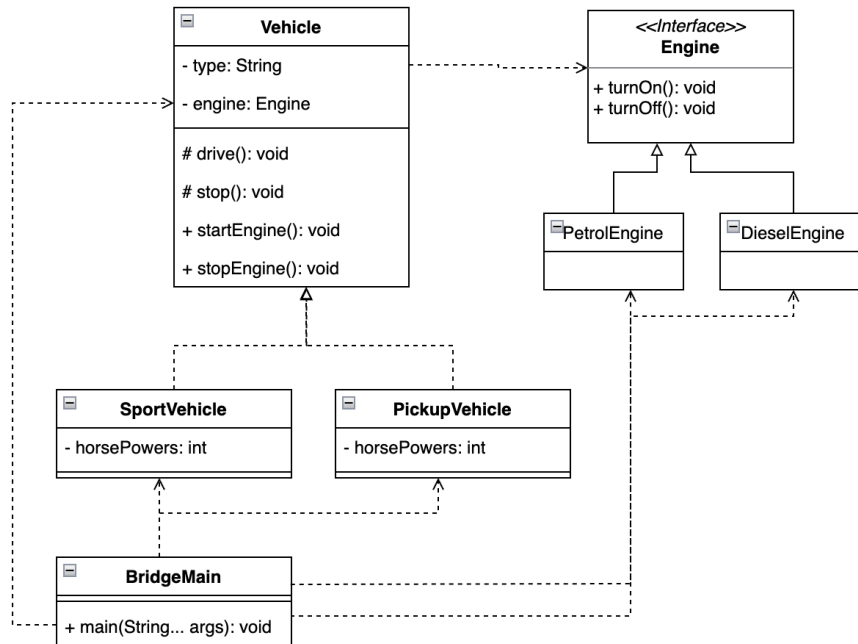 Vehicle
- type: String
- engine: Engine
# drive(): void
# stop(): void
+ startEngine(): void
+ stopEngine(): void
<<Interface>>
Engine
+ turnOn(): void
+ turnOff(): void
PetrolEngine
DieselEngine
SportVehicle
- horsePowers: int
PickupVehicle
- horsePowers: int
BridgeMain
+ main(String... args): void